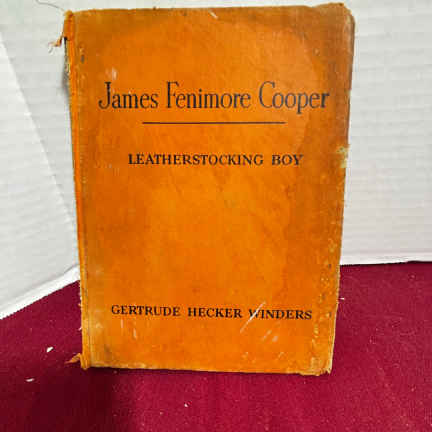 James Fenimore Cooper
LEATHERSTOCKING BOY
GERTRUDE HECKER WINDERS